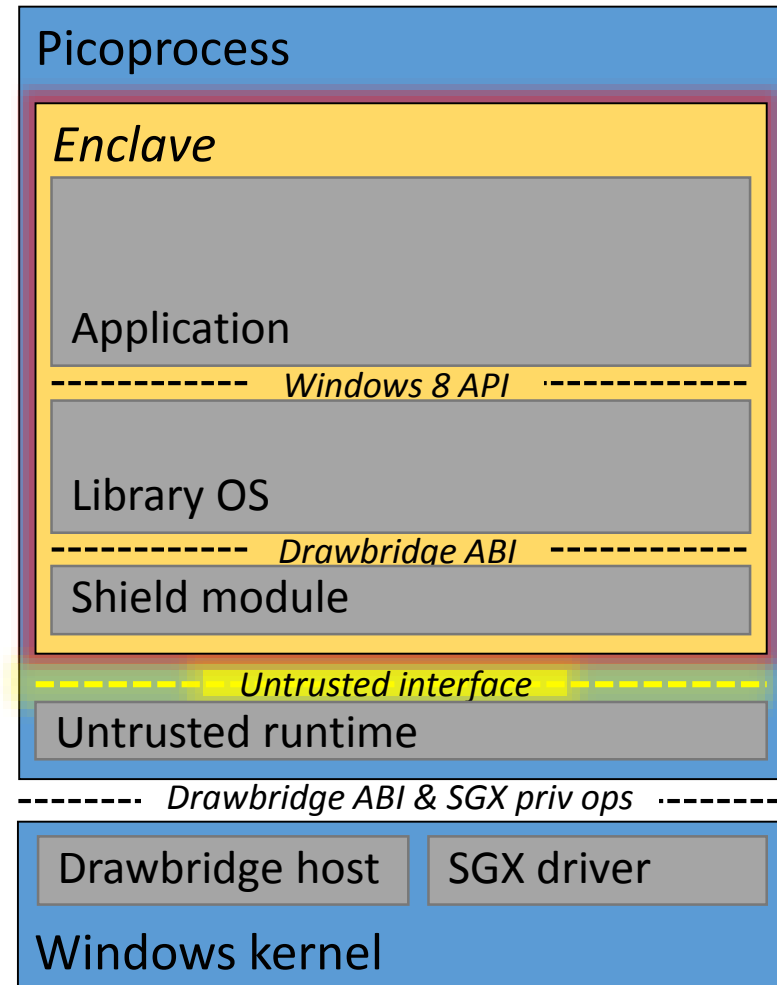 Picoprocess
Enclave
Application
Windows 8 API
Library OS
Drawbridge ABI
Shield module
Untrusted interface
Untrusted runtime
Drawbridge ABI & SGX priv ops
Drawbridge host
SGX driver
Windows kernel